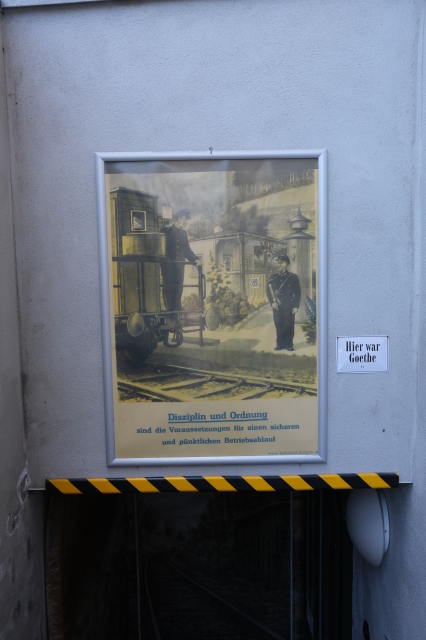 Disziplin und Ordnung
sind die Voraussetzungen für einen sicheren
und pünktlichen Betriebsablauf
Hier war
Goethe